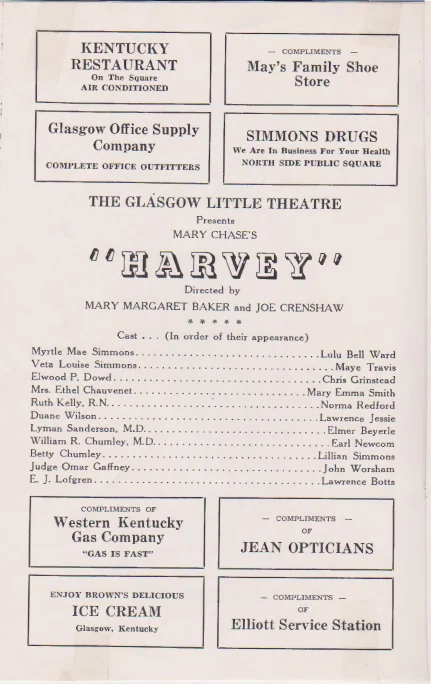 KENTUCKY
RESTAURANT
On The Square
AIR CONDITIONED
— COMPLIMENTS —
May's Family Shoe
Store
Glasgow Office Supply
Company
COMPLETE OFFICE OUTFITTERS
SIMMONS DRUGS
We Are In Business For Your Health
NORTH SIDE PUBLIC SQUARE
THE GLASGOW LITTLE THEATRE
Presents
MARY CHASE'S
"HARVEY"
Directed by
MARY MARGARET BAKER and JOE CRENSHAW
* * * * *
Cast . . . (In order of their appearance)
Myrtle Mae Simmons..............................Lulu Bell Ward
Veta Louise Simmons................................Maye Travis
Elwood P. Dowd..................................Chris Grinstead
Mrs. Ethel Chauvenet............................Mary Emma Smith
Ruth Kelly, R.N..................................Norma Redford
Duane Wilson....................................Lawrence Jessie
Lyman Sanderson, M.D..............................Elmer Beyerle
William R. Chumley, M.D............................Earl Newcom
Betty Chumley...................................Lillian Simmons
Judge Omar Gaffney...............................John Worsham
E. J. Lofgren.....................................Lawrence Botts
COMPLIMENTS OF
Western Kentucky
Gas Company
"GAS IS FAST"
— COMPLIMENTS —
OF
JEAN OPTICIANS
ENJOY BROWN'S DELICIOUS
ICE CREAM
Glasgow, Kentucky
— COMPLIMENTS —
OF
Elliott Service Station